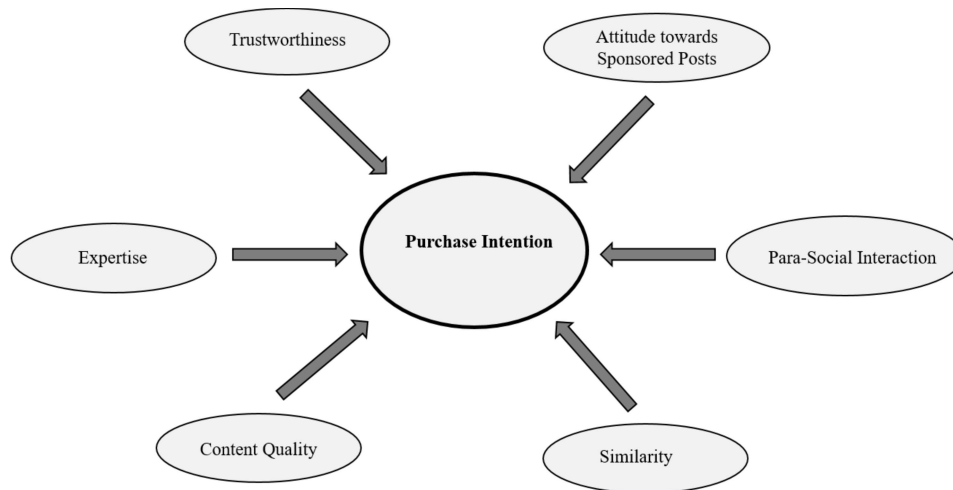 Trustworthiness
Attitude towards
Sponsored Posts
Purchase Intention
Expertise
Para-Social Interaction
Content Quality
Similarity